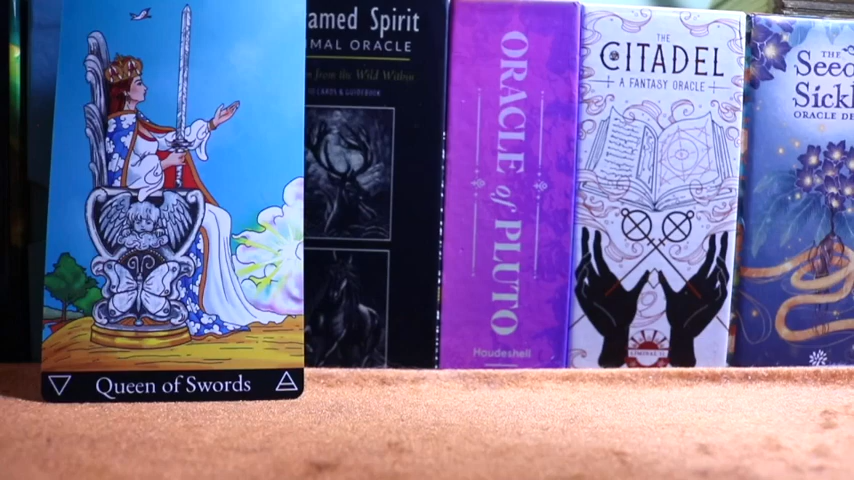 Queen of Swords
amed Spirit
MAL ORACLE
from the Wild Within
CARDS & GUIDEBOOK
ORACLE of PLUTO
Houdeshell
THE
CITADEL
A FANTASY ORACLE
THE
Seed
Sickl
ORACLE DE